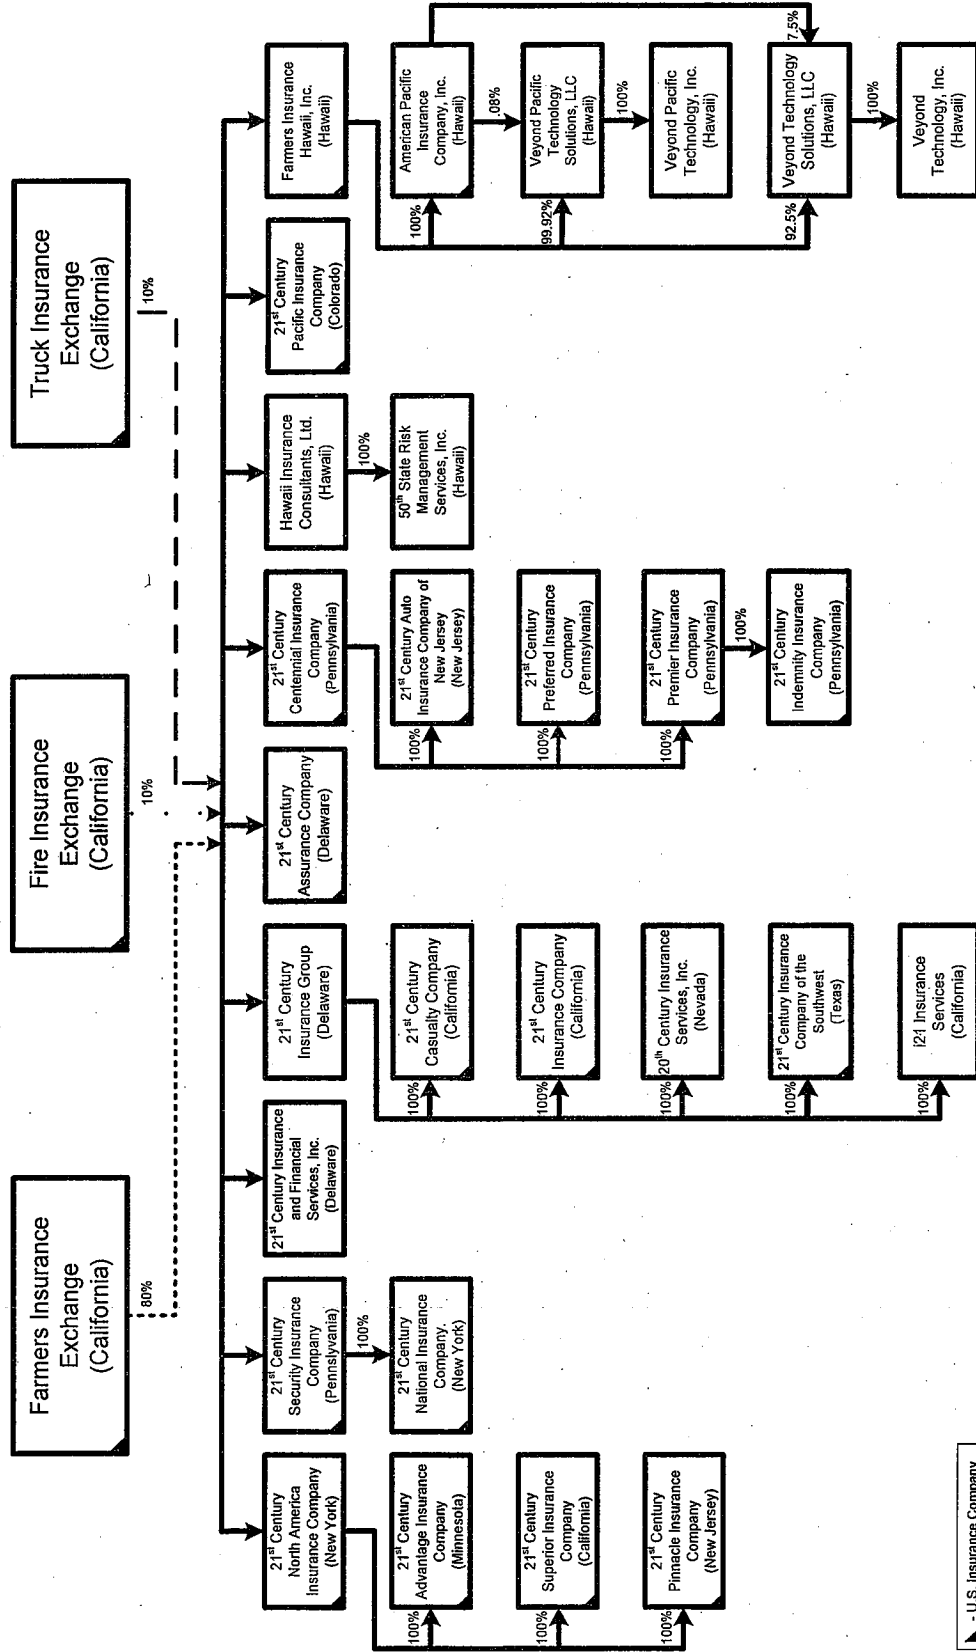 Farmers Insurance
Exchange
(California)
Fire Insurance
Exchange
(California)
Truck Insurance
Exchange
(California)
80%
10%
10%
21st Century
North America
Insurance Company
(New York)
21st Century
Security Insurance
Company
(Pennslyvania)
21st Century Insurance
and Financial
Services, Inc.
(Delaware)
21st Century
Insurance Group
(Delaware)
21st Century
Assurance Company
(Delaware)
21st Century
Centennial Insurance
Company
(Pennsylvania)
Hawaii Insurance
Consultants, Ltd.
(Hawaii)
21st Century
Pacific Insurance
Company
(Colorado)
Farmers Insurance
Hawaii, Inc.
(Hawaii)
100%
21st Century
Advantage Insurance
Company
(Minnesota)
100%
21st Century
Superior Insurance
Company
(California)
100%
21st Century
Pinnacle Insurance
Company
(New Jersey)
100%
21st Century
National Insurance
Company.
(New York)
100%
21st Century
Casualty Company
(California)
100%
21st Century
Insurance Company
(California)
100%
20th Century Insurance
Services, Inc.
(Nevada)
100%
21st Century Insurance
Company of the
Southwest
(Texas)
100%
i21 Insurance
Services
(California)
100%
21st Century Auto
Insurance Company of
New Jersey
(New Jersey)
100%
21st Century
Preferred Insurance
Company
(Pennsylvania)
100%
21st Century
Premier Insurance
Company
(Pennsylvania)
100%
21st Century
Indemnity Insurance
Company
(Pennsylvania)
100%
50th State Risk
Management
Services, Inc.
(Hawaii)
100%
American Pacific
Insurance
Company, Inc.
(Hawaii)
.08%
99.92%
Veyond Pacific
Technology
Solutions, LLC
(Hawaii)
100%
Veyond Pacific
Technology, Inc.
(Hawaii)
7.5%
92.5%
Veyond Technology
Solutions, LLC
(Hawaii)
100%
Veyond
Technology, Inc.
(Hawaii)
- U.S. Insurance Company